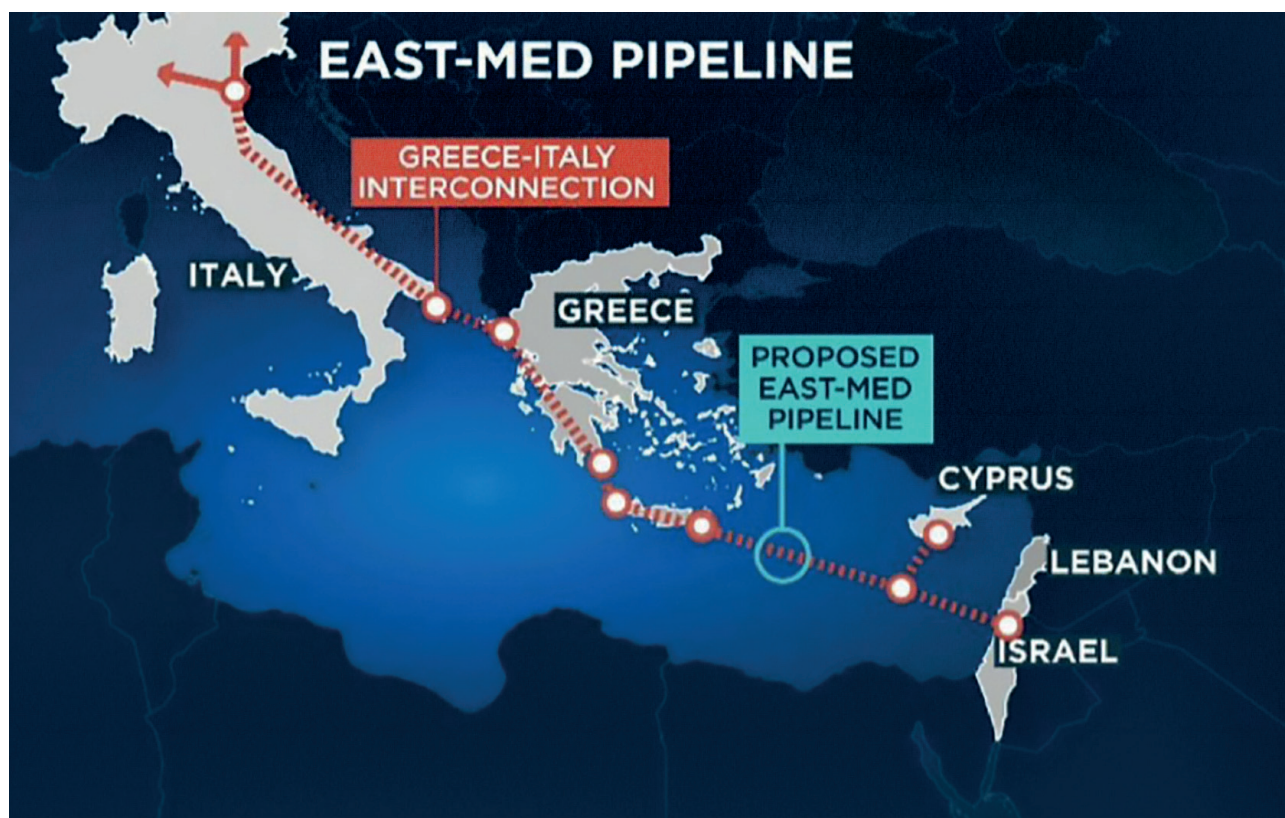 EAST-MED PIPELINE
GREECE-ITALY
INTERCONNECTION
ITALY
GREECE
PROPOSED
EAST-MED
PIPELINE
CYPRUS
LEBANON
ISRAEL